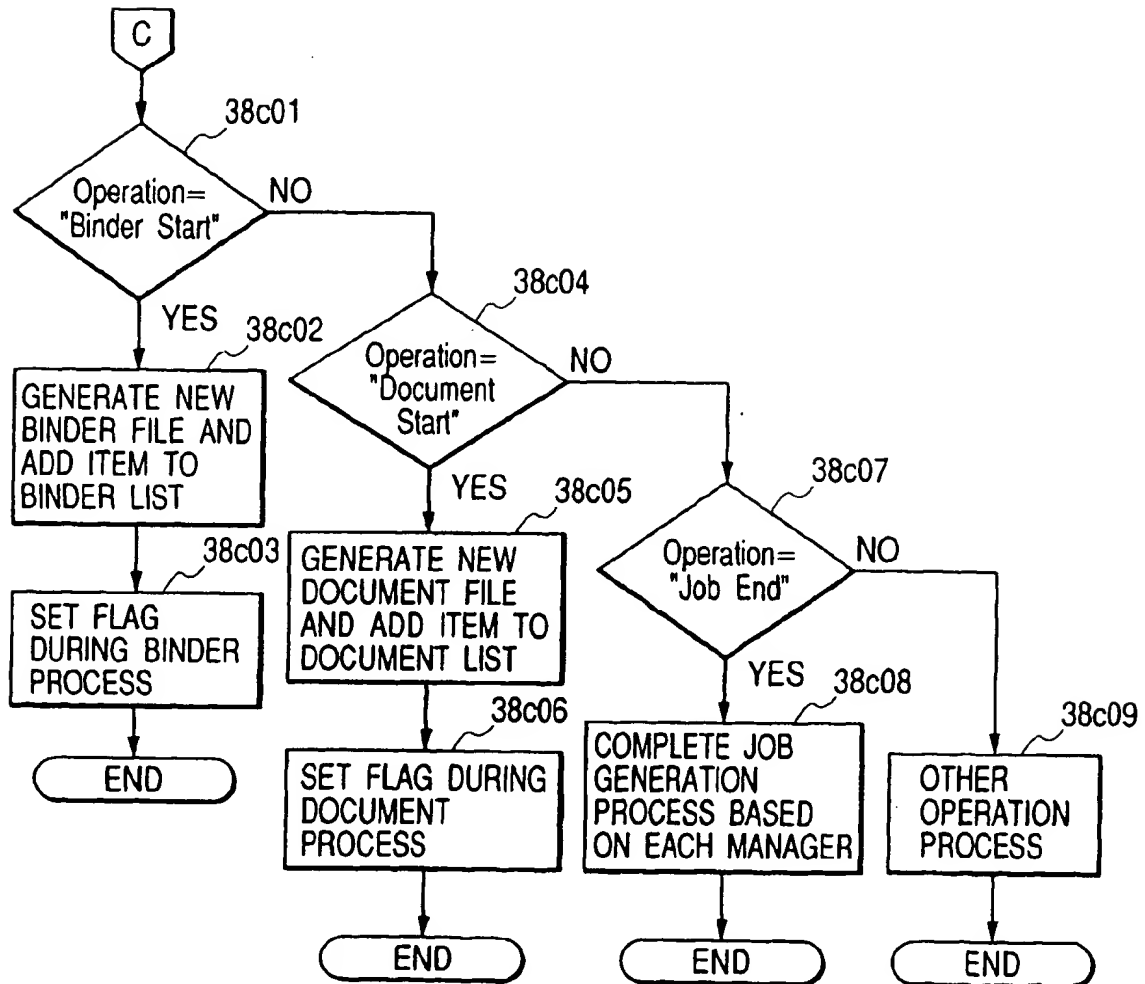 C
38c01
Operation=
"Binder Start"
NO
YES
38c02
GENERATE NEW
BINDER FILE AND
ADD ITEM TO
BINDER LIST
38c03
SET FLAG
DURING BINDER
PROCESS
END
38c04
Operation=
"Document
Start"
NO
YES
38c05
GENERATE NEW
DOCUMENT FILE
AND ADD ITEM TO
DOCUMENT LIST
38c06
SET FLAG DURING
DOCUMENT
PROCESS
END
38c07
Operation=
"Job End"
NO
YES
38c08
COMPLETE JOB
GENERATION
PROCESS BASED
ON EACH MANAGER
END
38c09
OTHER
OPERATION
PROCESS
END